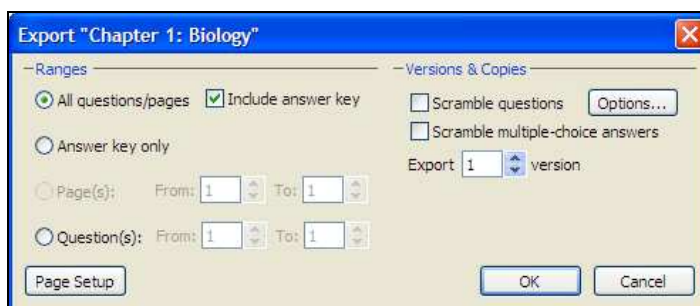 Export "Chapter 1: Biology"
Ranges
All questions/pages Include answer key
Answer key only
Page(s): From: 1 To: 1
Question(s): From: 1 To: 1
Page Setup
Versions & Copies
Scramble questions Options...
Scramble multiple-choice answers
Export 1 version
OK Cancel